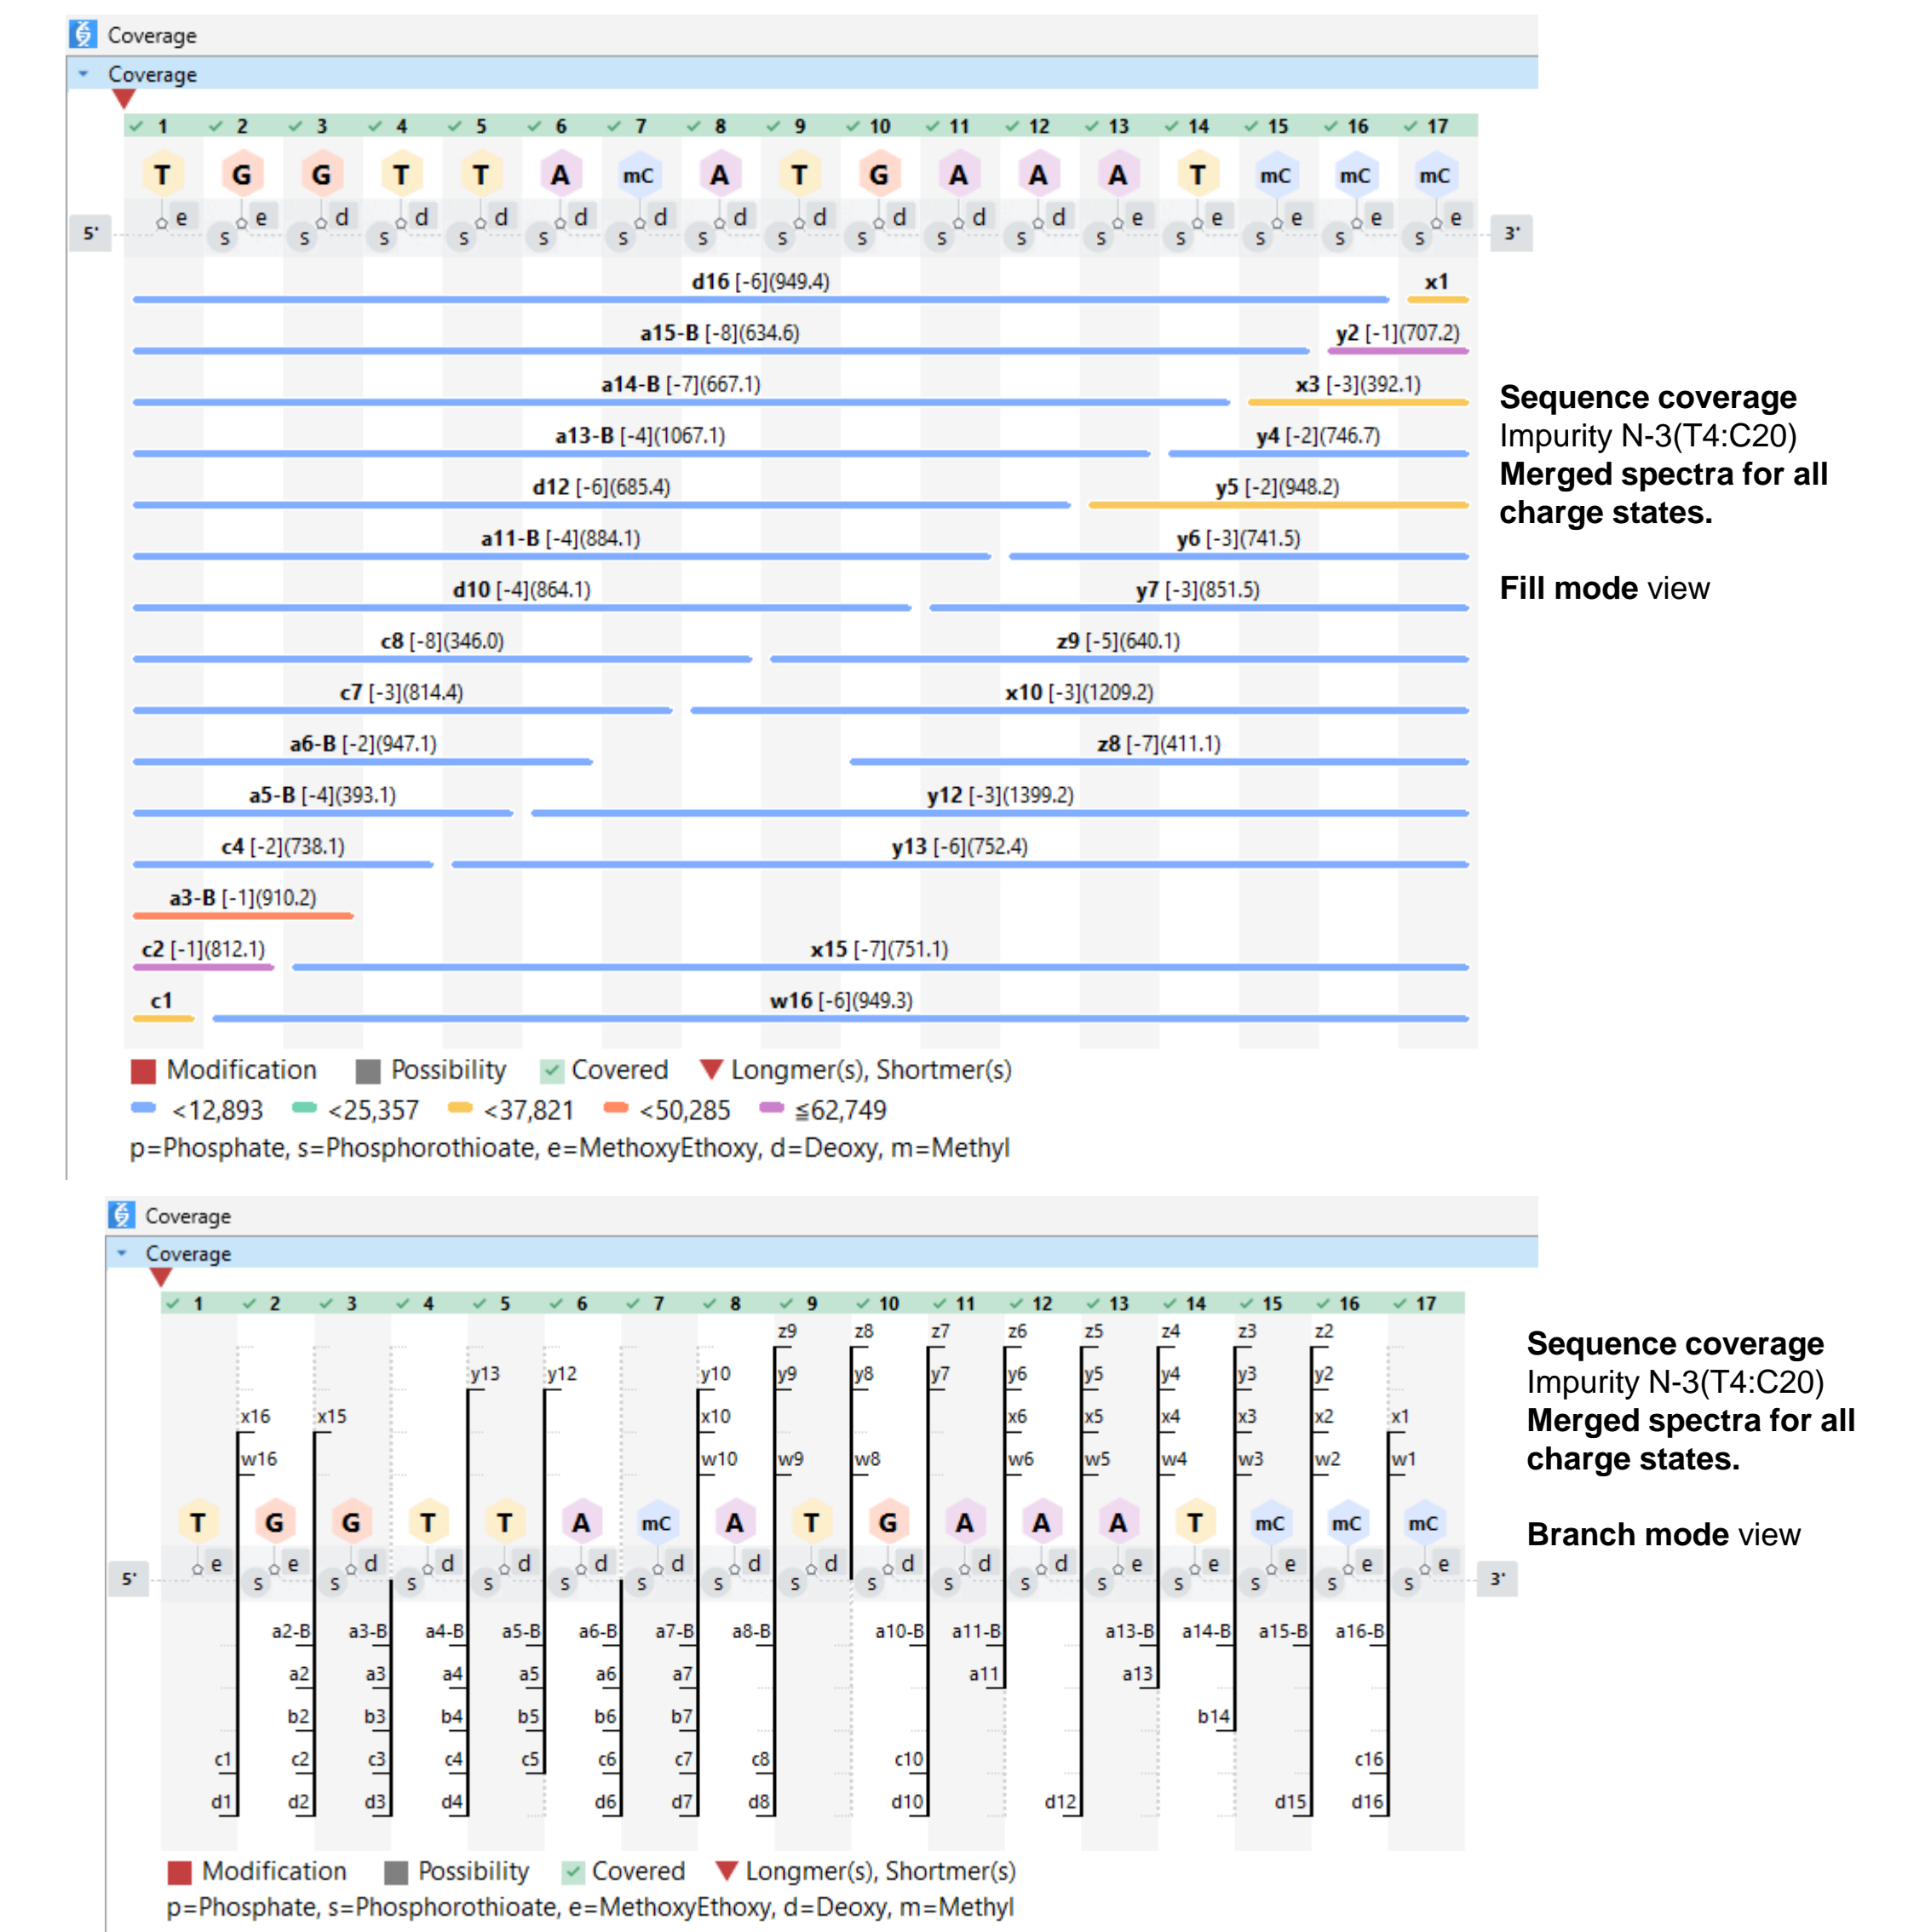 Coverage
Coverage
1 2 3 4 5 6 7 8 9 10 11 12 13 14 15 16 17
T G G T T A mC A T G A A A T mC mC mC
e e d d d d d d d d d d e e e e e
5' s s s s s s s s s s s s s s s s 3'
d16 [-6](949.4) x1
a15-B [-8](634.6) y2 [-1](707.2)
a14-B [-7](667.1) x3 [-3](392.1)
a13-B [-4](1067.1) y4 [-2](746.7)
d12 [-6](685.4) y5 [-2](948.2)
a11-B [-4](884.1) y6 [-3](741.5)
d10 [-4](864.1) y7 [-3](851.5)
c8 [-8](346.0) z9 [-5](640.1)
c7 [-3](814.4) x10 [-3](1209.2)
a6-B [-2](947.1) z8 [-7](411.1)
a5-B [-4](393.1) y12 [-3](1399.2)
c4 [-2](738.1) y13 [-6](752.4)
a3-B [-1](910.2)
c2 [-1](812.1) x15 [-7](751.1)
c1 w16 [-6](949.3)
Modification Possibility Covered Longmer(s), Shortmer(s)
<12,893 <25,357 <37,821 <50,285 ≦62,749
p=Phosphate, s=Phosphorothioate, e=MethoxyEthoxy, d=Deoxy, m=Methyl
Sequence coverage
Impurity N-3(T4:C20)
Merged spectra for all
charge states.
Fill mode view
Coverage
Coverage
1 2 3 4 5 6 7 8 9 10 11 12 13 14 15 16 17
z9 z8 z7 z6 z5 z4 z3 z2
y13 y12 y10 y9 y8 y7 y6 y5 y4 y3 y2
x16 x15 x10 x6 x5 x4 x3 x2 x1
w16 w10 w9 w8 w6 w5 w4 w3 w2 w1
T G G T T A mC A T G A A A T mC mC mC
e e d d d d d d d d d d e e e e e
5' s s s s s s s s s s s s s s s s 3'
a2-B a3-B a4-B a5-B a6-B a7-B a8-B a10-B a11-B a13-B a14-B a15-B a16-B
a2 a3 a4 a5 a6 a7 a11 a13
b2 b3 b4 b5 b6 b7 b14
c1 c2 c3 c4 c5 c6 c7 c8 c10 c16
d1 d2 d3 d4 d6 d7 d8 d10 d12 d15 d16
Modification Possibility Covered Longmer(s), Shortmer(s)
p=Phosphate, s=Phosphorothioate, e=MethoxyEthoxy, d=Deoxy, m=Methyl
Sequence coverage
Impurity N-3(T4:C20)
Merged spectra for all
charge states.
Branch mode view